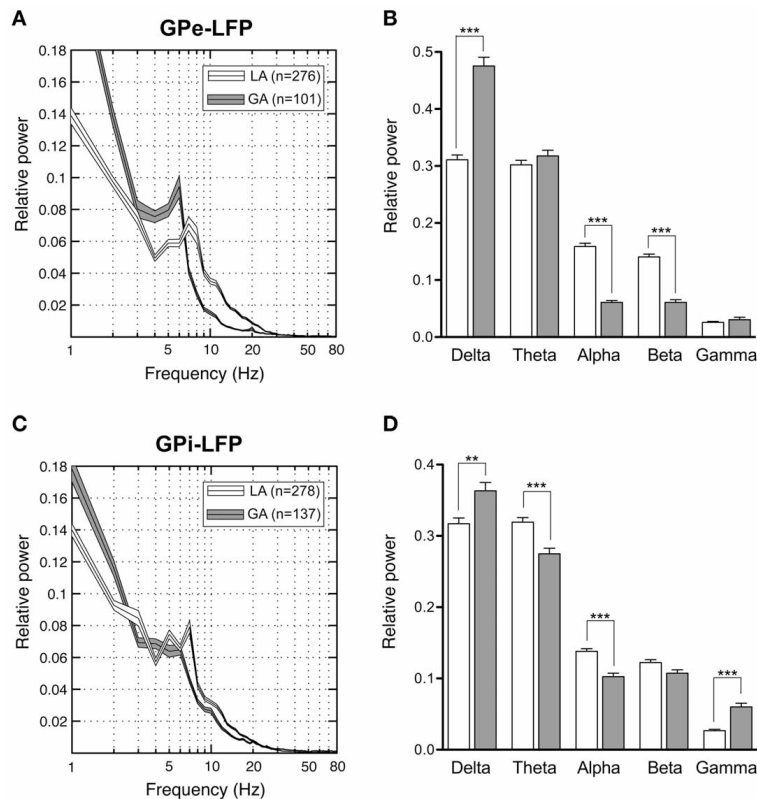 A
GPe-LFP
0.18
0.16
0.14
0.12
0.1
0.08
0.06
0.04
0.02
Relative power
LA (n=276)
GA (n=101)
1
5
10
20
50
80
Frequency (Hz)
B
0.5
0.4
0.3
0.2
0.1
0.0
Relative power
***
***
***
Delta
Theta
Alpha
Beta
Gamma
C
GPi-LFP
0.18
0.16
0.14
0.12
0.1
0.08
0.06
0.04
0.02
Relative power
LA (n=278)
GA (n=137)
1
5
10
20
50
80
Frequency (Hz)
D
0.4
0.3
0.2
0.1
0.0
Relative power
**
***
***
***
Delta
Theta
Alpha
Beta
Gamma